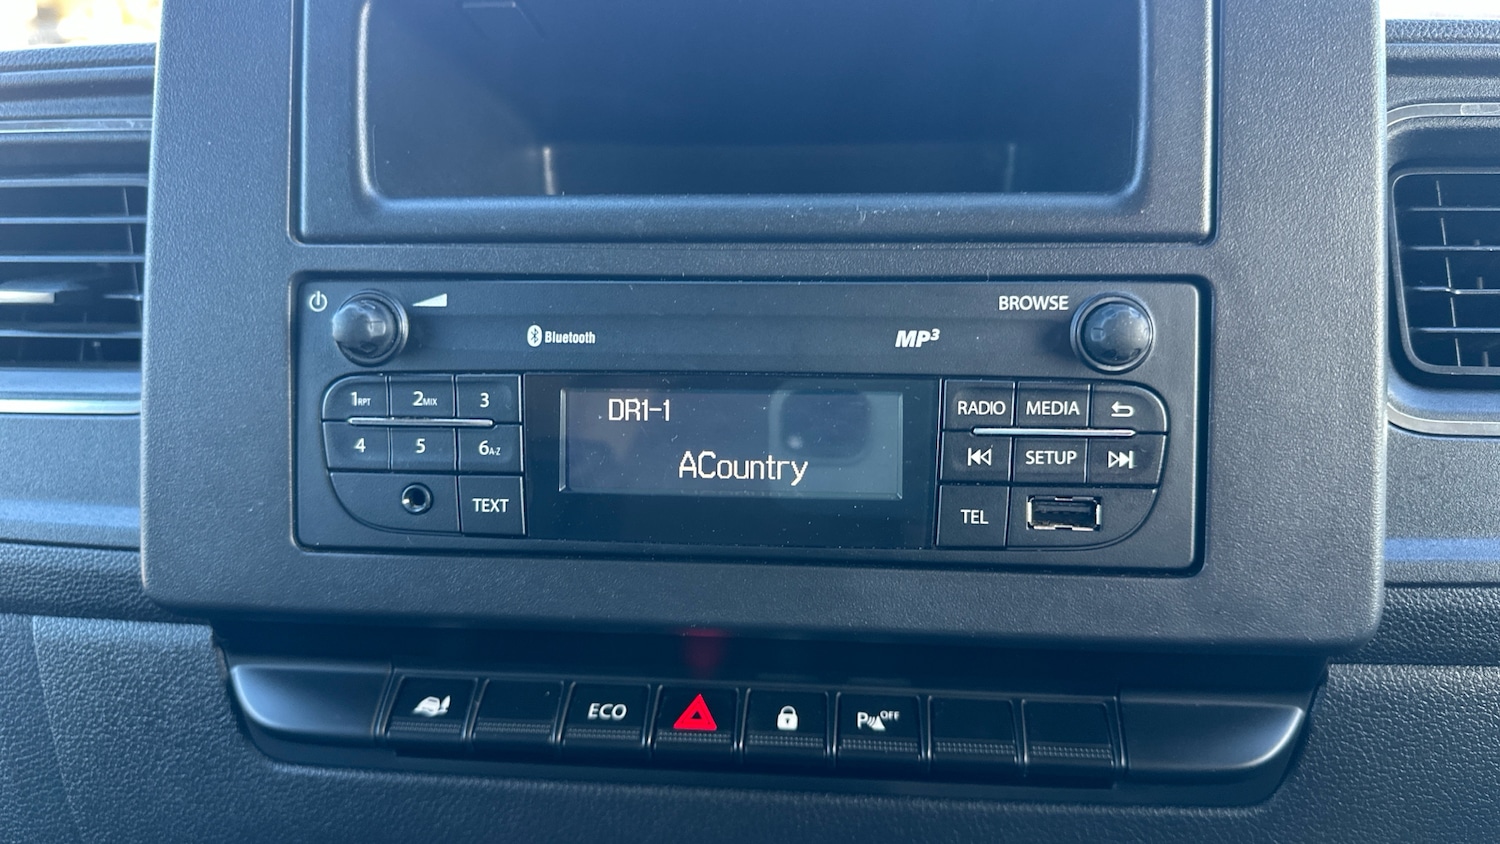 BROWSE
Bluetooth
MP3
1RPT 2MIX 3
4 5 6A-Z
TEXT
DR1-1
ACountry
RADIO MEDIA
SETUP
TEL
ECO
P OFF